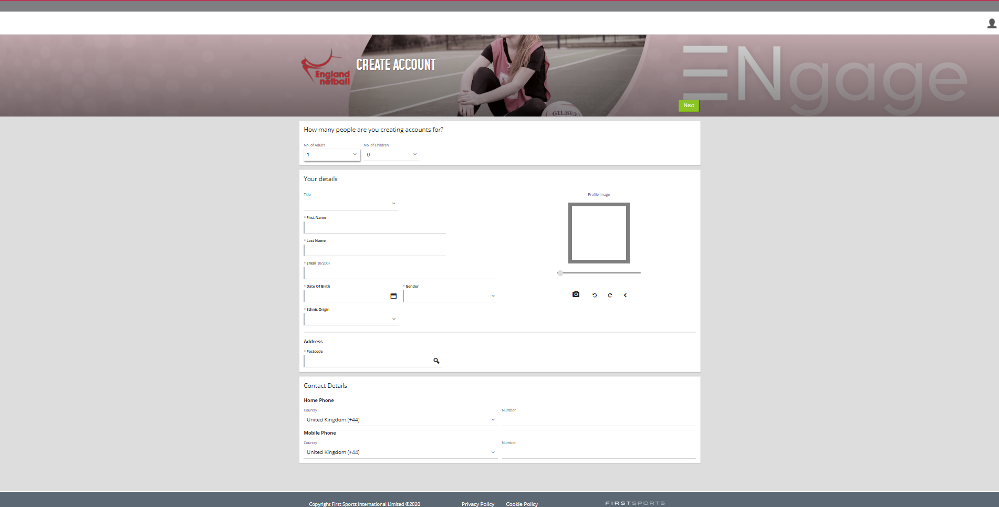 England
netball
CREATE ACCOUNT
ENgage
GILBERT
Next
How many people are you creating accounts for?
No. of Adults
No. of Children
1
0
Your details
Title
Profile Image
* First Name
* Last Name
* Email (0/200)
* Date Of Birth
* Gender
* Ethnic Origin
Address
* Postcode
Contact Details
Home Phone
Country
Number
United Kingdom (+44)
Mobile Phone
Country
Number
United Kingdom (+44)
Copyright First Sports International Limited ©2020
Privacy Policy
Cookie Policy
FIRSTSPORTS